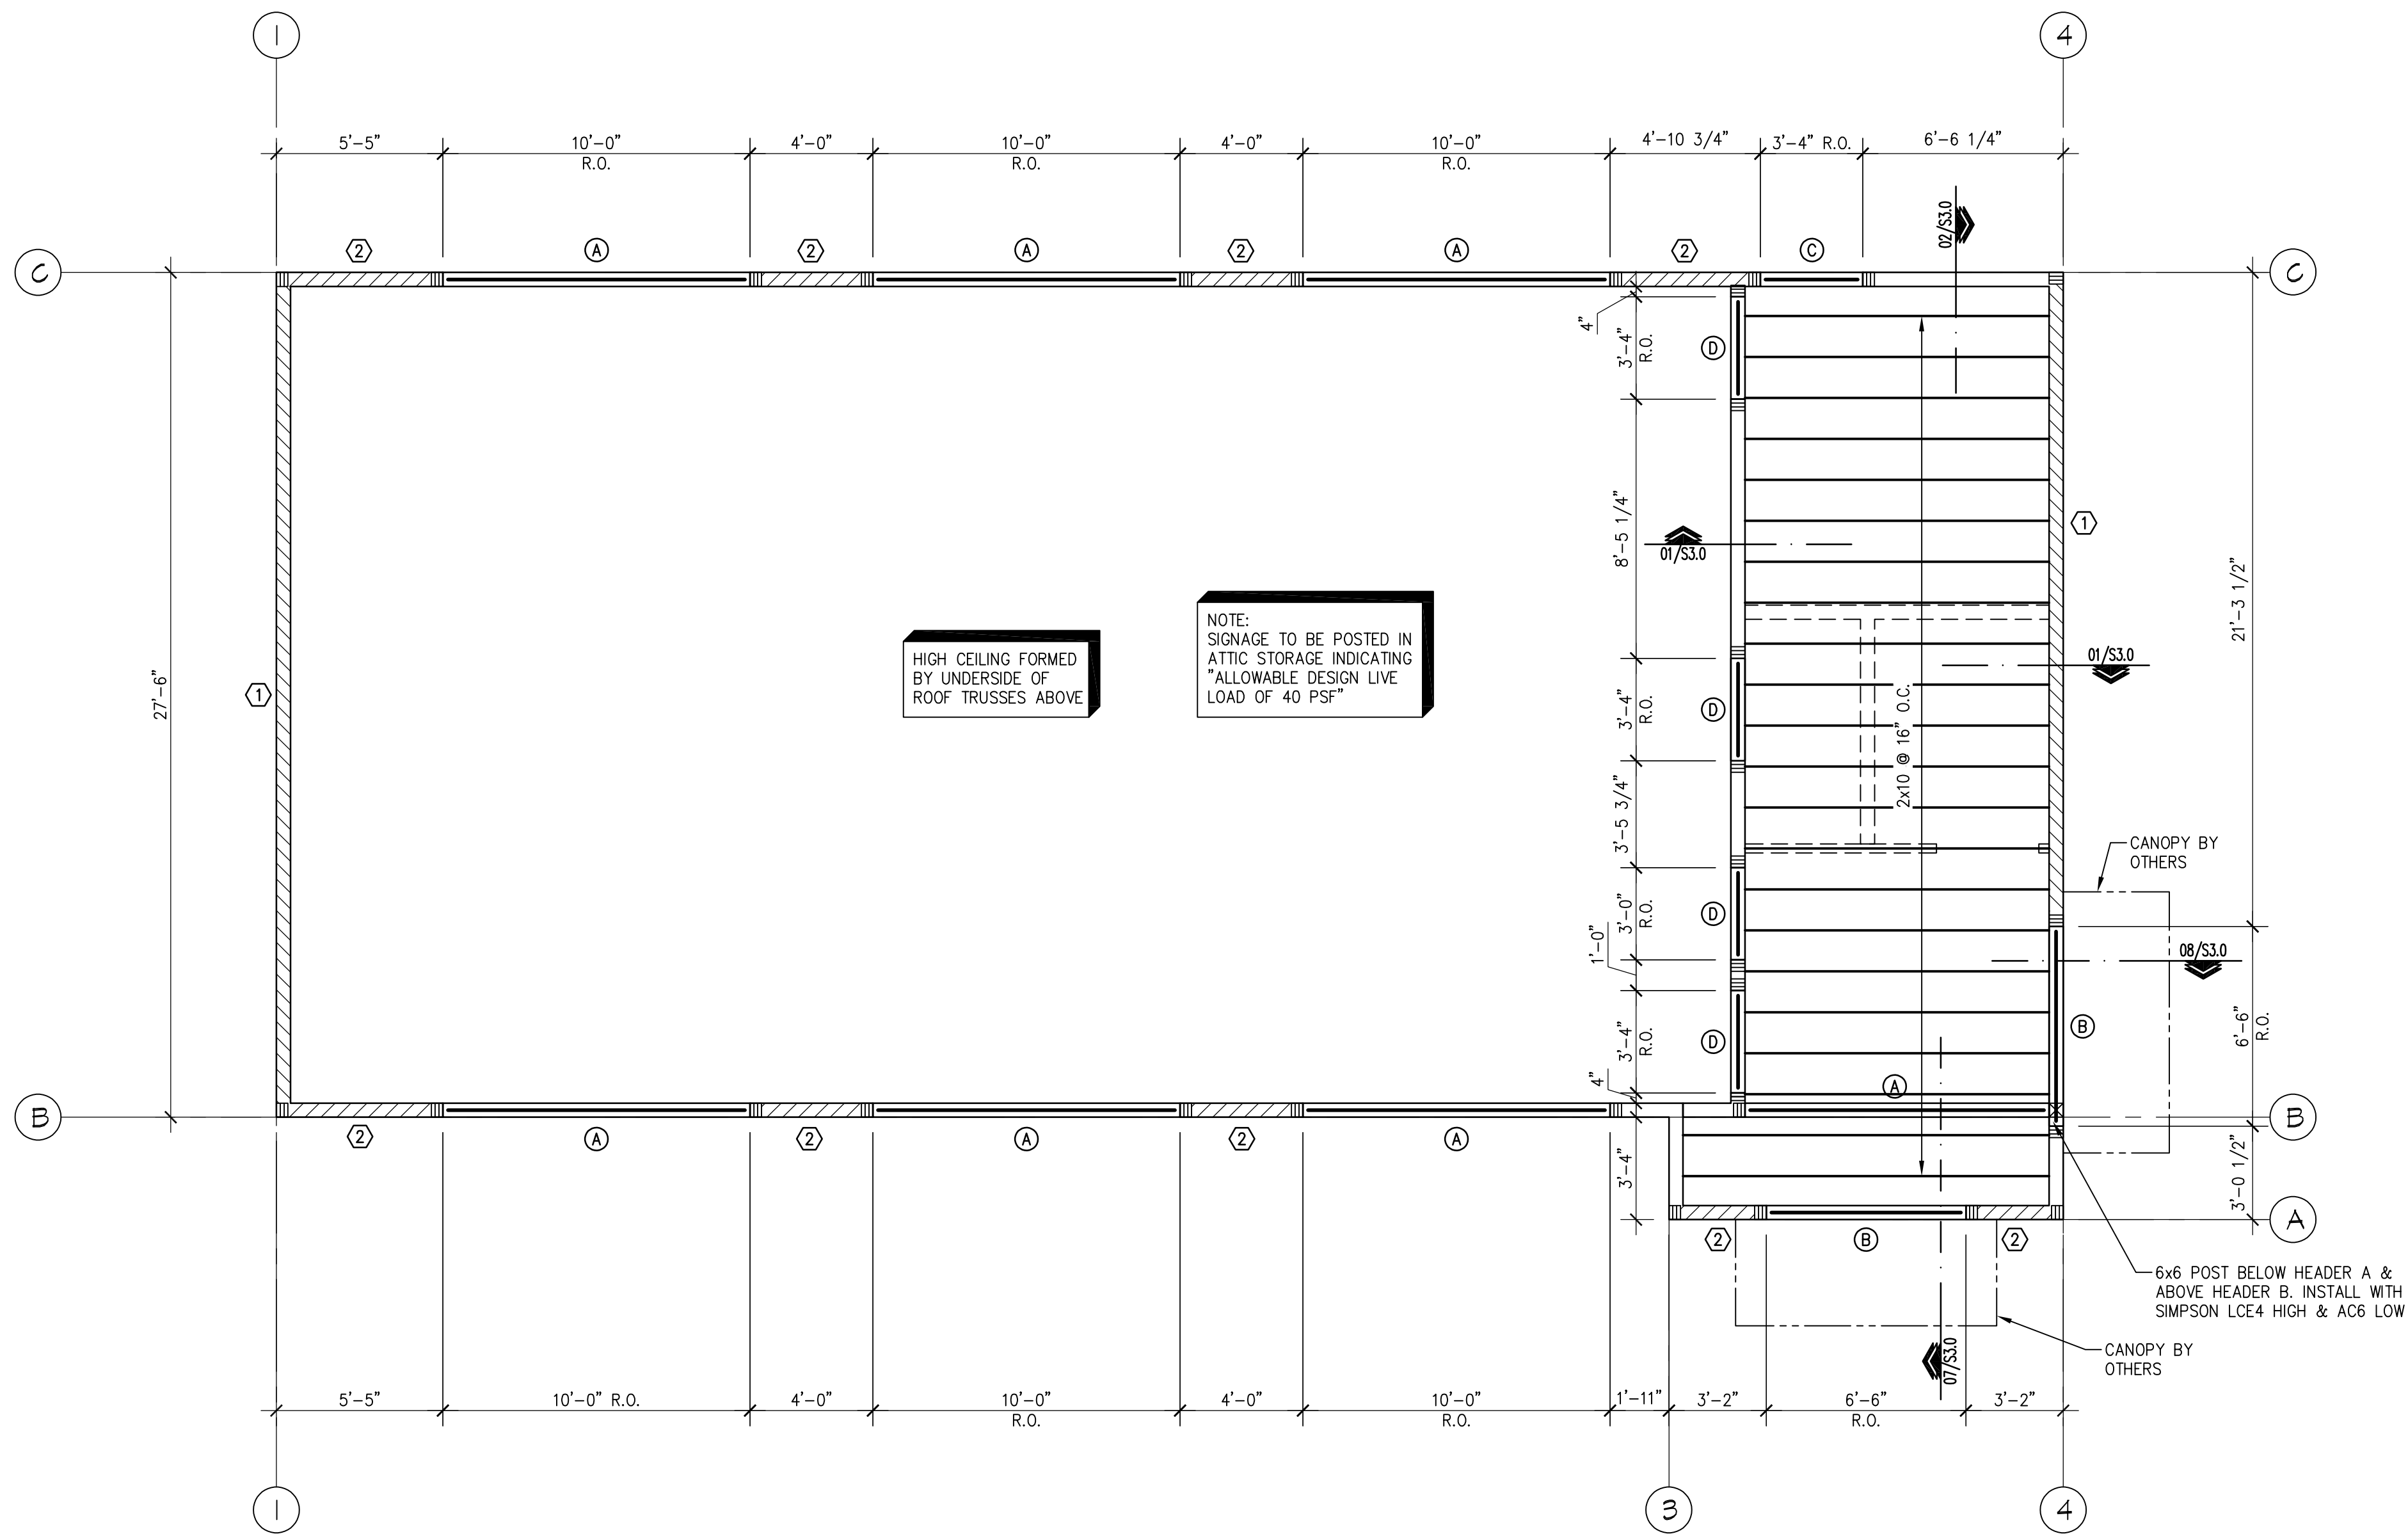 1
4
5'-5"
10'-0"
R.O.
4'-0"
10'-0"
R.O.
4'-0"
10'-0"
R.O.
4'-10 3/4"
3'-4" R.O.
6'-6 1/4"
02/S3.0
2
A
2
A
2
A
2
C
C
C
4"
3'-4"
R.O.
D
8'-5 1/4"
01/S3.0
1
21'-3 1/2"
27'-6"
1
HIGH CEILING FORMED
BY UNDERSIDE OF
ROOF TRUSSES ABOVE
NOTE:
SIGNAGE TO BE POSTED IN
ATTIC STORAGE INDICATING
"ALLOWABLE DESIGN LIVE
LOAD OF 40 PSF"
01/S3.0
3'-4"
R.O.
D
2x10 @ 16" O.C.
3'-5 3/4"
CANOPY BY
OTHERS
3'-0"
R.O.
D
1'-0"
08/S3.0
3'-4"
R.O.
D
B
6'-6"
R.O.
4"
A
B
B
2
A
2
A
2
A
3'-4"
3'-0 1/2"
A
2
B
2
6x6 POST BELOW HEADER A &
ABOVE HEADER B. INSTALL WITH
SIMPSON LCE4 HIGH & AC6 LOW
CANOPY BY
OTHERS
07/S3.0
5'-5"
10'-0" R.O.
4'-0"
10'-0"
R.O.
4'-0"
10'-0"
R.O.
1'-11"
3'-2"
6'-6"
R.O.
3'-2"
1
3
4